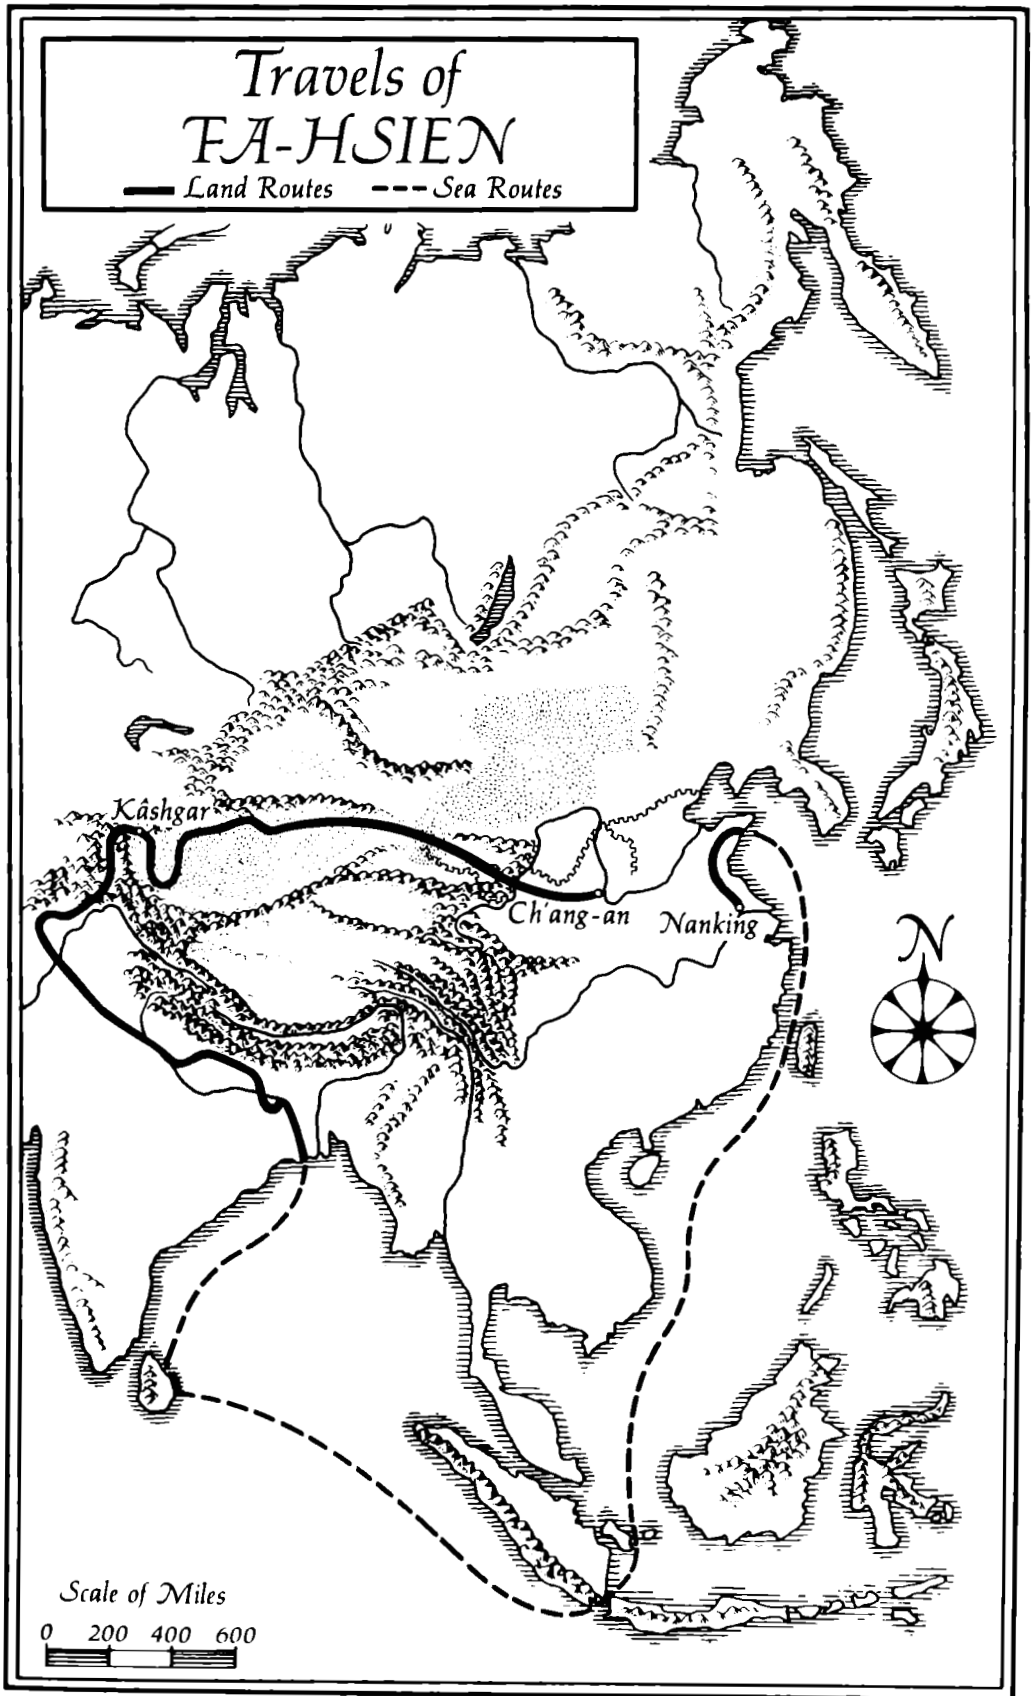 Travels of
FA-HSIEN
Land Routes Sea Routes
Kâshgar
Ch'ang-an
Nanking
N
Scale of Miles
0 200 400 600